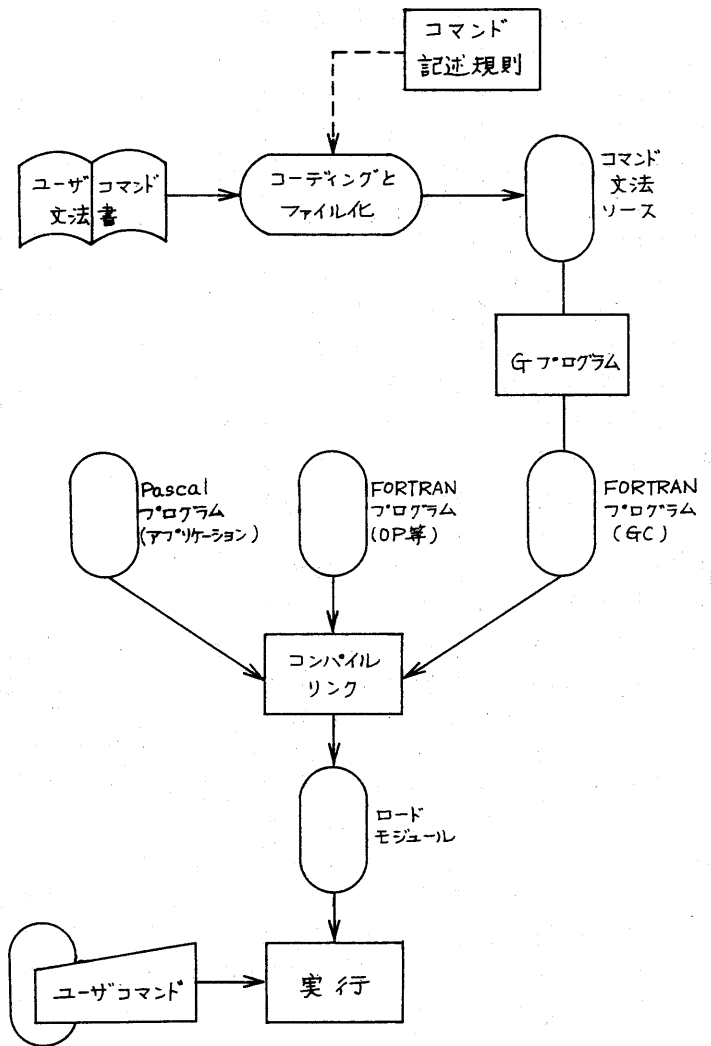 コマンド
記述規則
ユーザコマンド
文法書
コーディングと
ファイル化
コマンド
文法
ソース
Gプログラム
Pascal
プログラム
(アプリケーション)
FORTRAN
プログラム
(OP等)
FORTRAN
プログラム
(GC)
コンパイル
リンク
ロード
モジュール
ユーザコマンド
実行